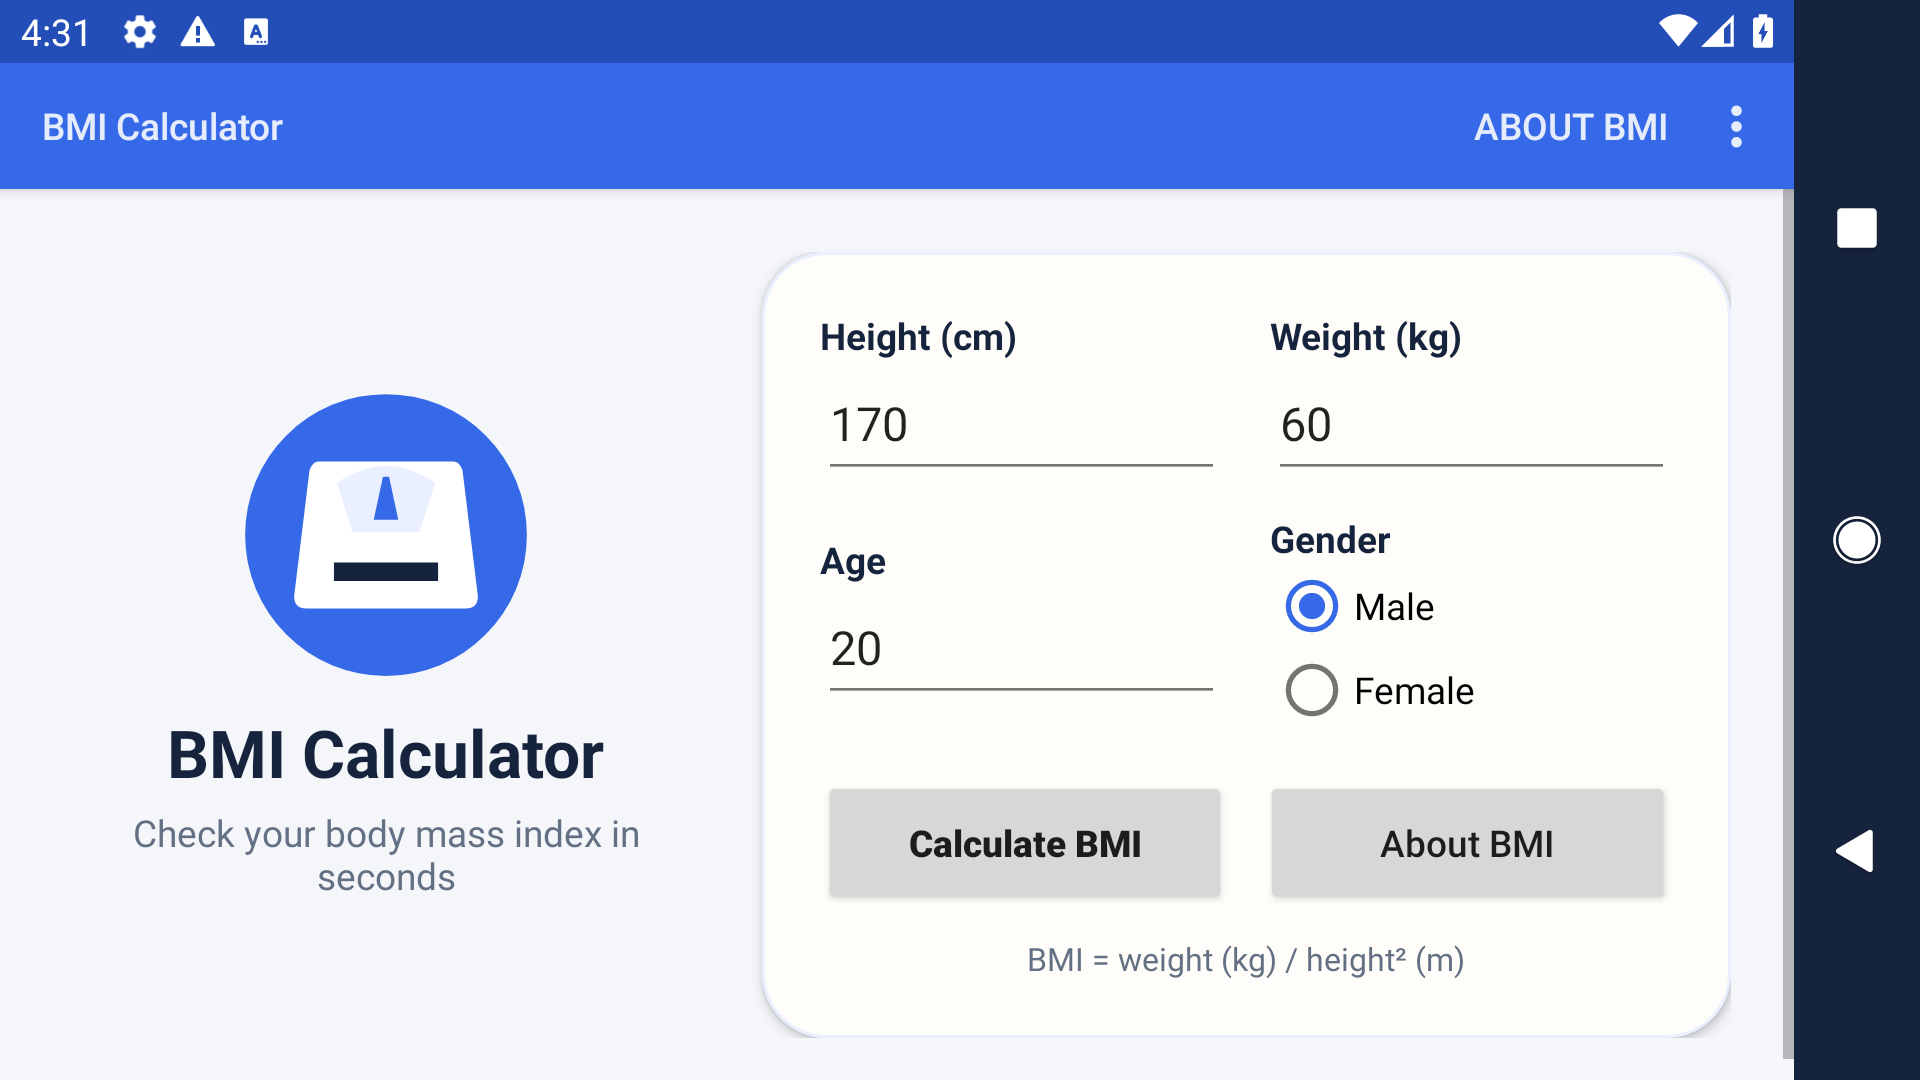 4:31
BMI Calculator
ABOUT BMI
Height (cm)
Weight (kg)
170
60
Age
Gender
Male
20
Female
BMI Calculator
Check your body mass index in
seconds
Calculate BMI
About BMI
BMI = weight (kg) / height² (m)